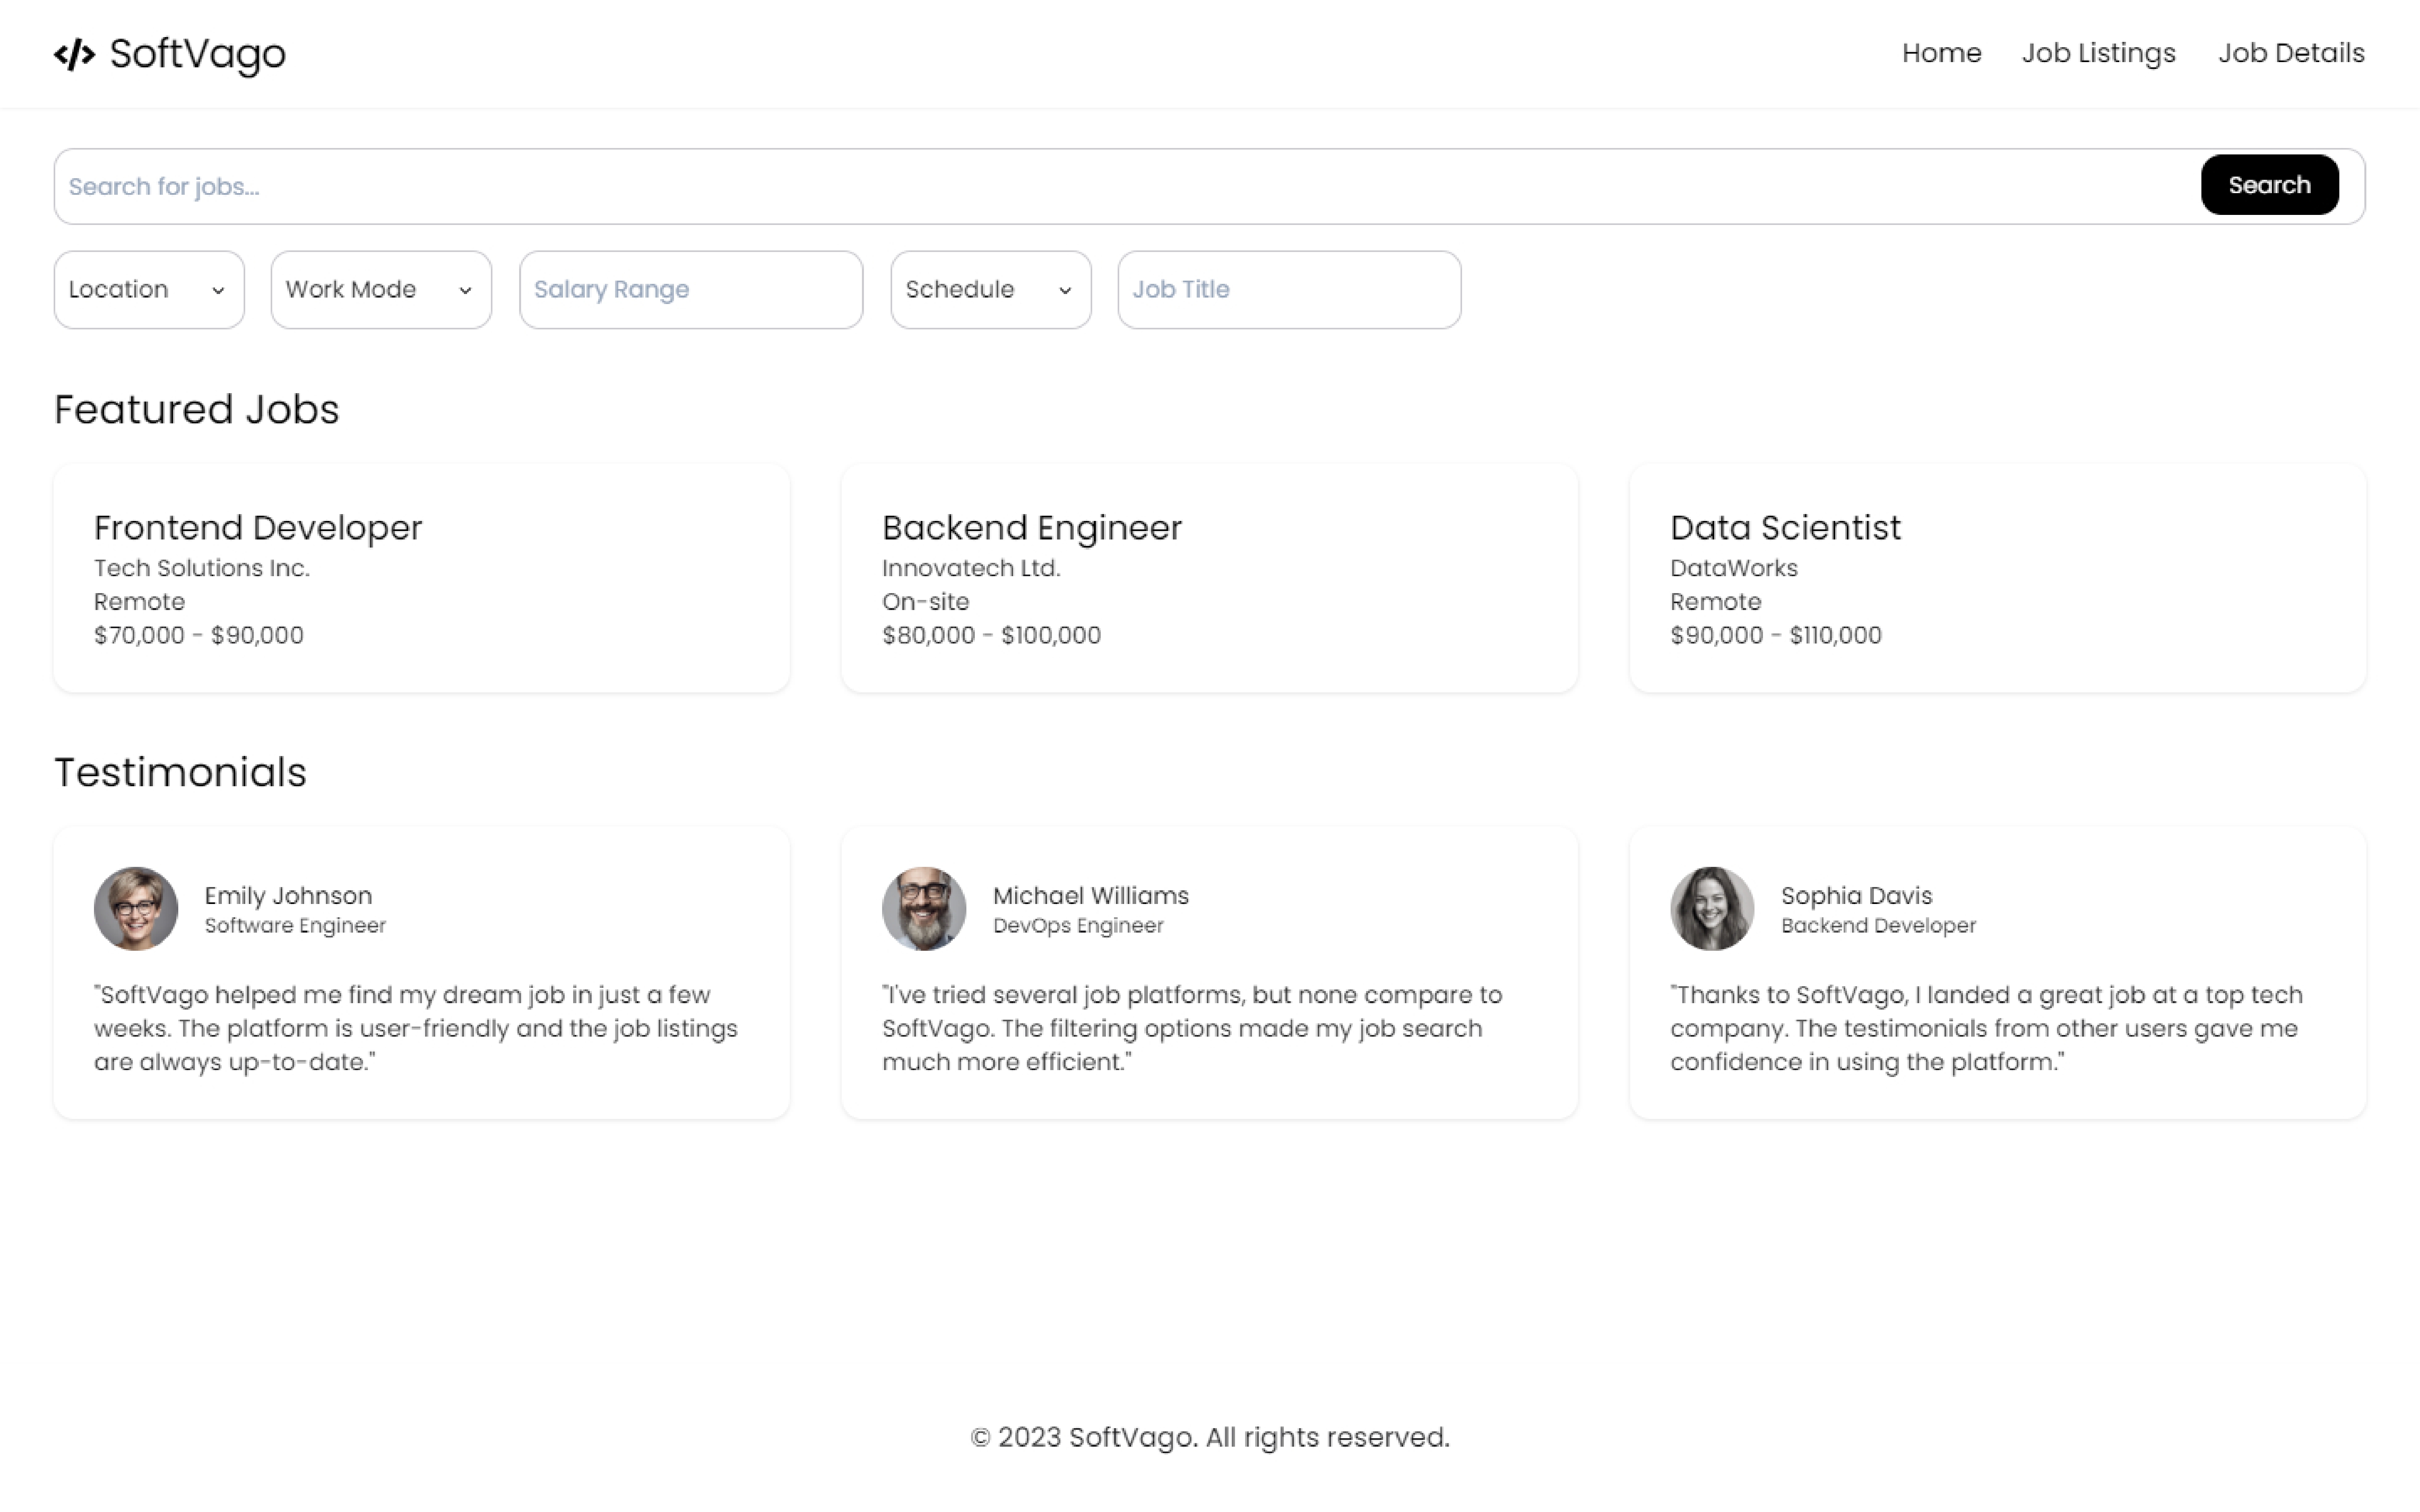 </> SoftVago
Home Job Listings Job Details
Search for jobs...
Search
Location Work Mode Salary Range Schedule Job Title
Featured Jobs
Frontend Developer
Tech Solutions Inc.
Remote
$70,000 - $90,000
Backend Engineer
Innovatech Ltd.
On-site
$80,000 - $100,000
Data Scientist
DataWorks
Remote
$90,000 - $110,000
Testimonials
Emily Johnson
Software Engineer
"SoftVago helped me find my dream job in just a few
weeks. The platform is user-friendly and the job listings
are always up-to-date."
Michael Williams
DevOps Engineer
"I've tried several job platforms, but none compare to
SoftVago. The filtering options made my job search
much more efficient."
Sophia Davis
Backend Developer
"Thanks to SoftVago, I landed a great job at a top tech
company. The testimonials from other users gave me
confidence in using the platform."
© 2023 SoftVago. All rights reserved.